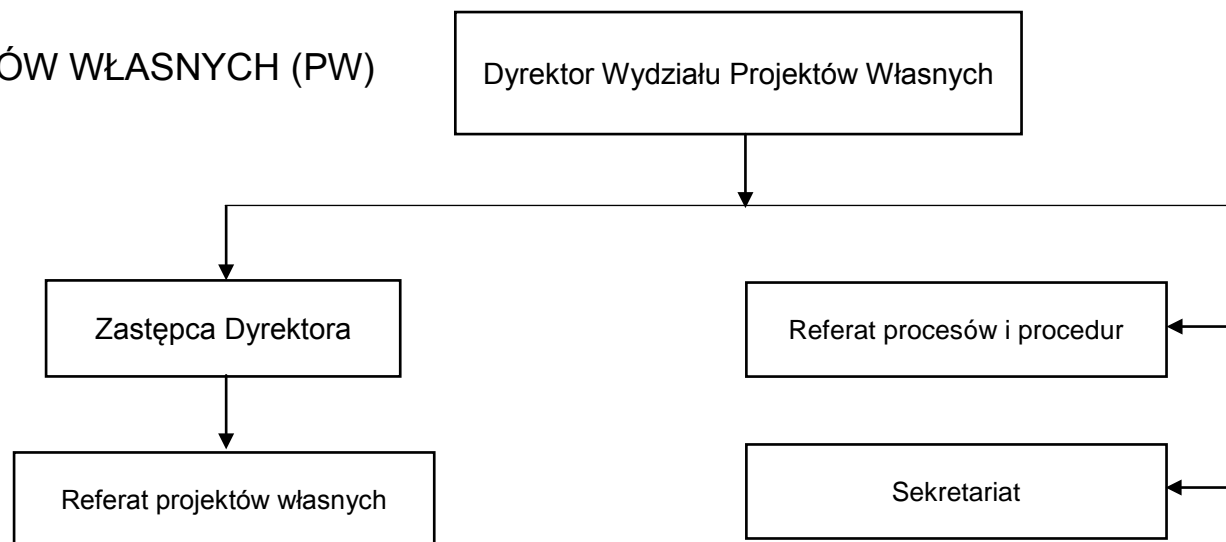 ÓW WŁASNYCH (PW)
Dyrektor Wydziału Projektów Własnych
Zastępca Dyrektora
Referat procesów i procedur
Referat projektów własnych
Sekretariat